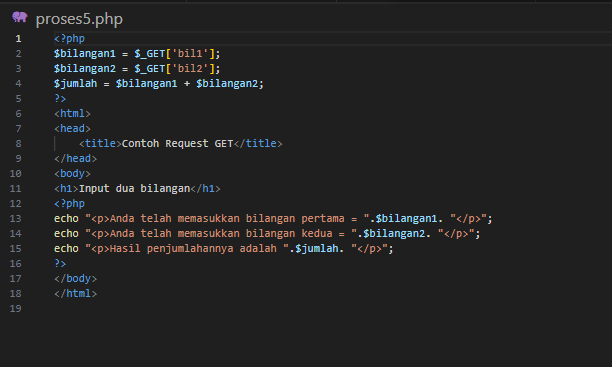 proses5.php
1 <?php
2 $bilangan1 = $_GET['bil1'];
3 $bilangan2 = $_GET['bil2'];
4 $jumlah = $bilangan1 + $bilangan2;
5 ?>
6 <html>
7 <head>
8     <title>Contoh Request GET</title>
9 </head>
10 <body>
11 <h1>Input dua bilangan</h1>
12 <?php
13 echo "<p>Anda telah memasukkan bilangan pertama = ".$bilangan1. "</p>";
14 echo "<p>Anda telah memasukkan bilangan kedua = ".$bilangan2. "</p>";
15 echo "<p>Hasil penjumlahannya adalah ".$jumlah. "</p>";
16 ?>
17 </body>
18 </html>
19